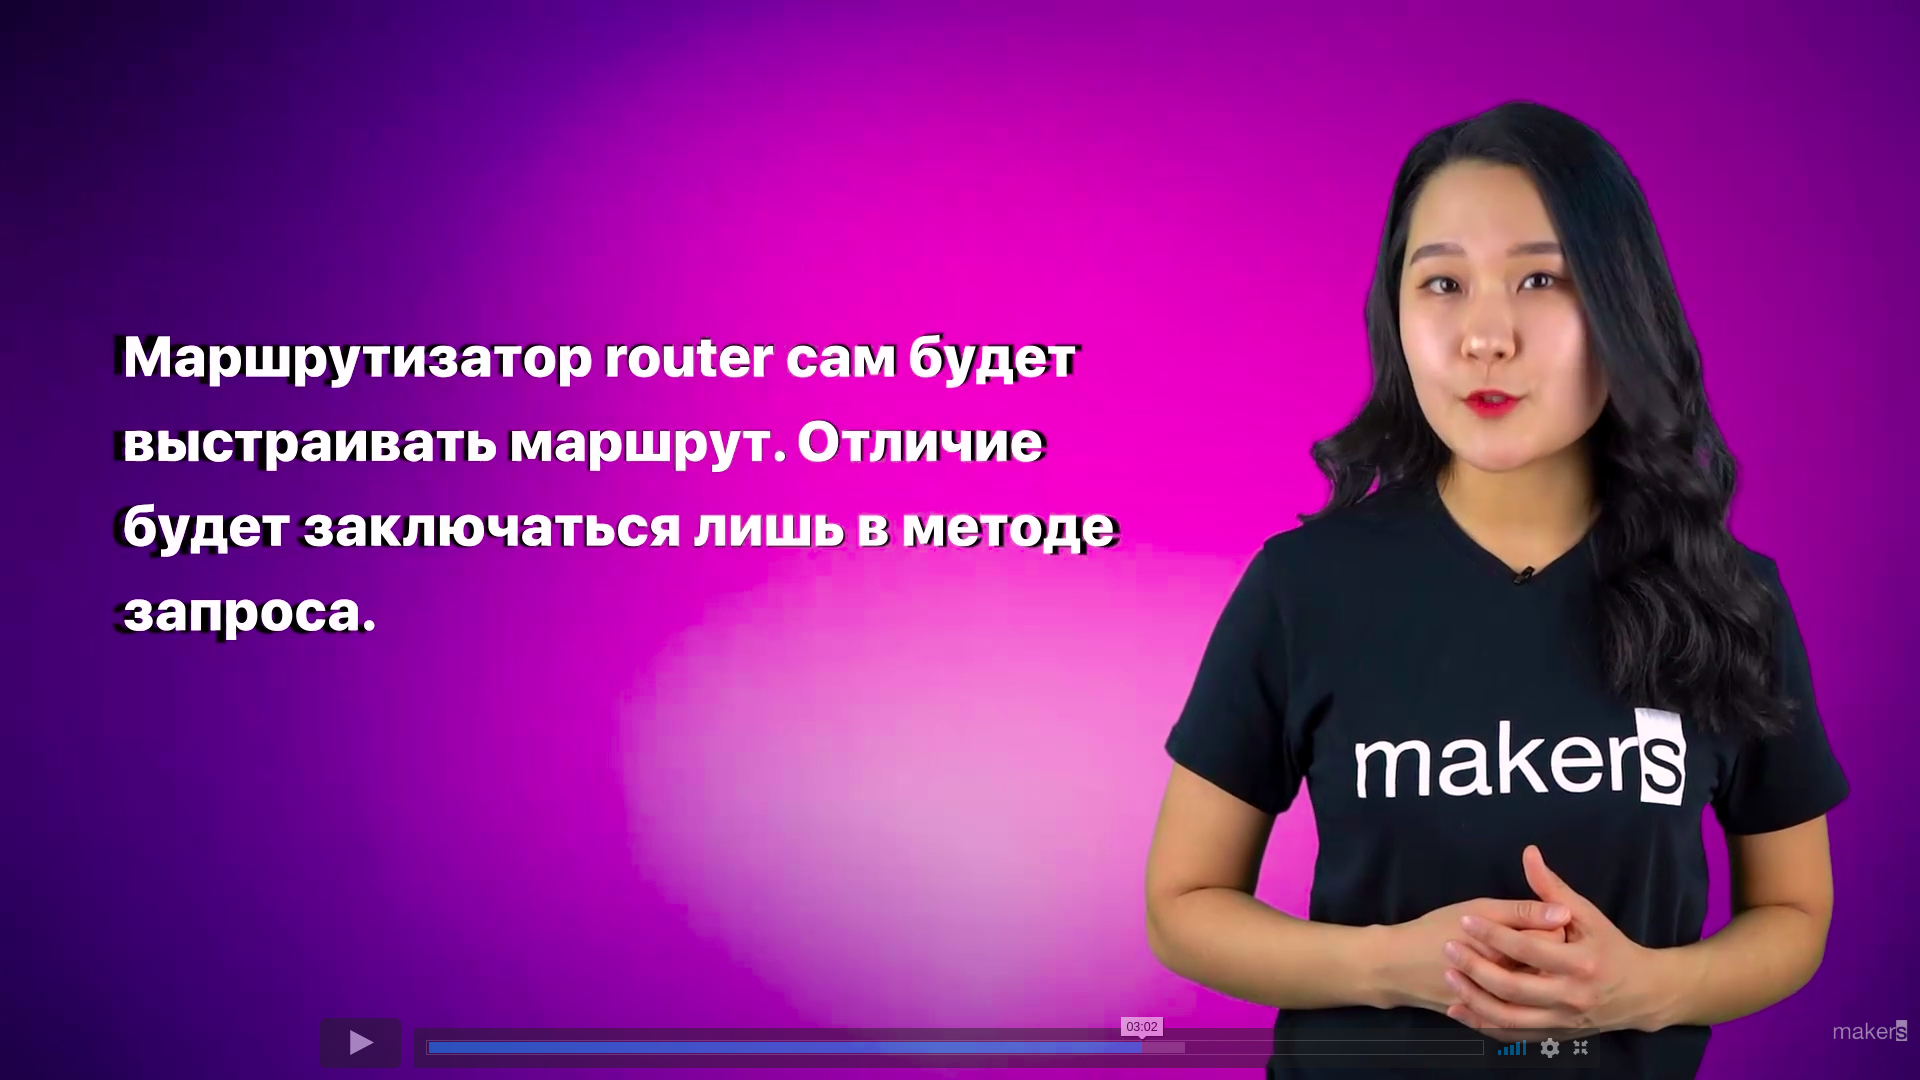 Маршрутизатор router сам будет
выстраивать маршрут. Отличие
будет заключаться лишь в методе
запроса.
makers
03:02
makers